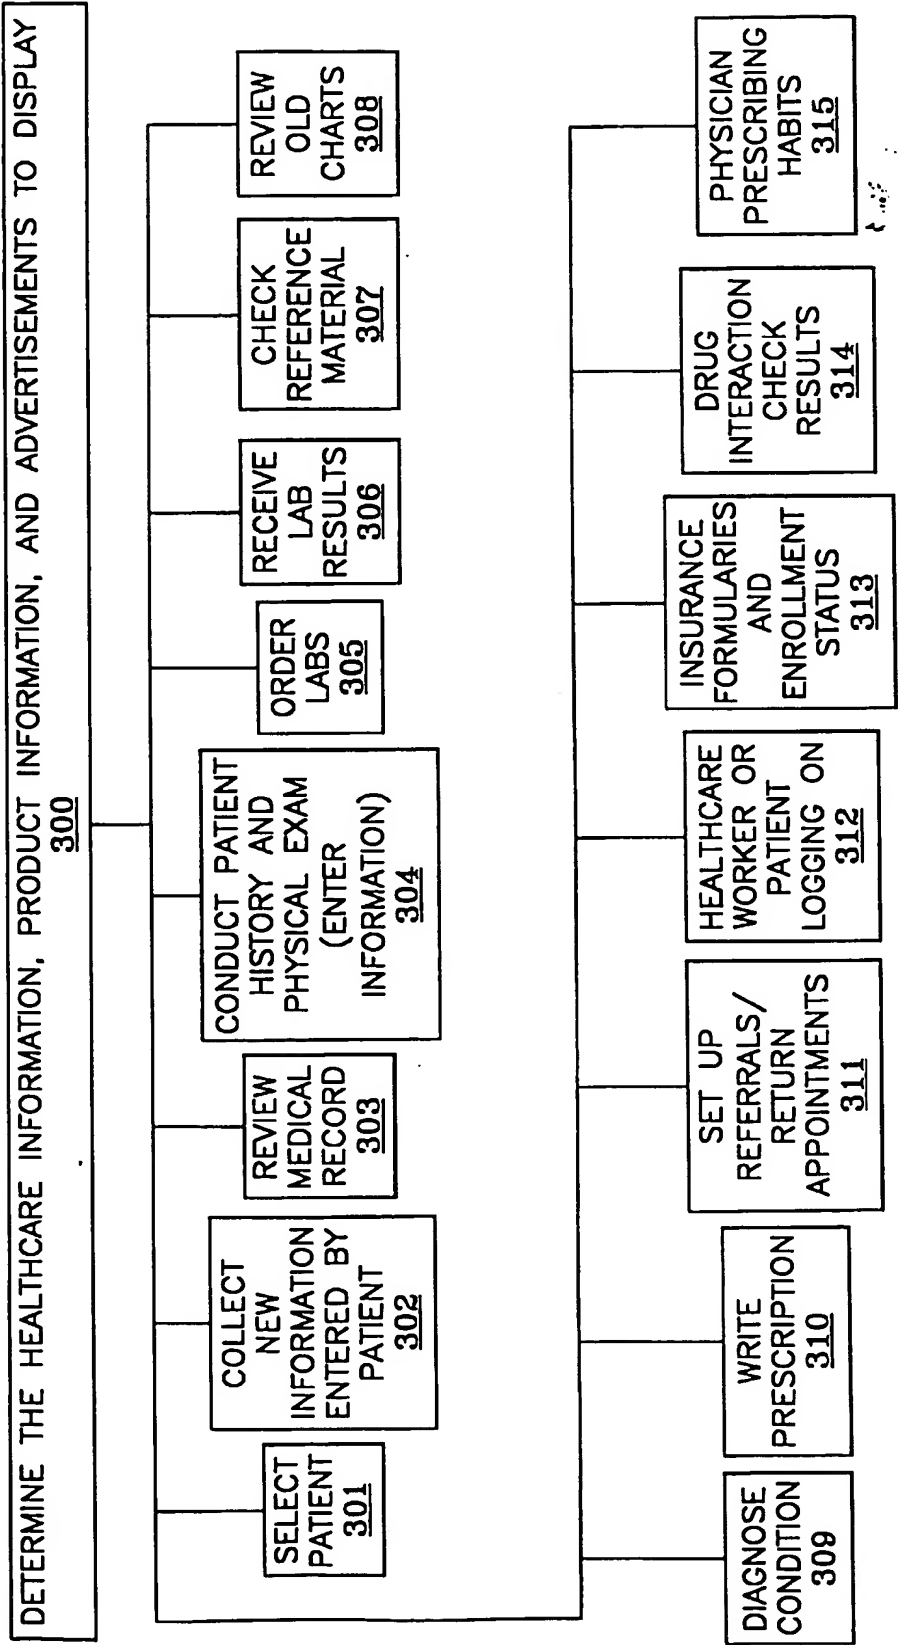 DETERMINE THE HEALTHCARE INFORMATION, PRODUCT INFORMATION, AND ADVERTISEMENTS TO DISPLAY
300
SELECT
PATIENT
301
COLLECT
NEW
INFORMATION
ENTERED BY
PATIENT
302
REVIEW
MEDICAL
RECORD
303
CONDUCT PATIENT
HISTORY AND
PHYSICAL EXAM
(ENTER
INFORMATION)
304
ORDER
LABS
305
RECEIVE
LAB
RESULTS
306
CHECK
REFERENCE
MATERIAL
307
REVIEW
OLD
CHARTS
308
DIAGNOSE
CONDITION
309
WRITE
PRESCRIPTION
310
SET UP
REFERRALS/
RETURN
APPOINTMENTS
311
HEALTHCARE
WORKER OR
PATIENT
LOGGING ON
312
INSURANCE
FORMULARIES
AND
ENROLLMENT
STATUS
313
DRUG
INTERACTION
CHECK
RESULTS
314
PHYSICIAN
PRESCRIBING
HABITS
315